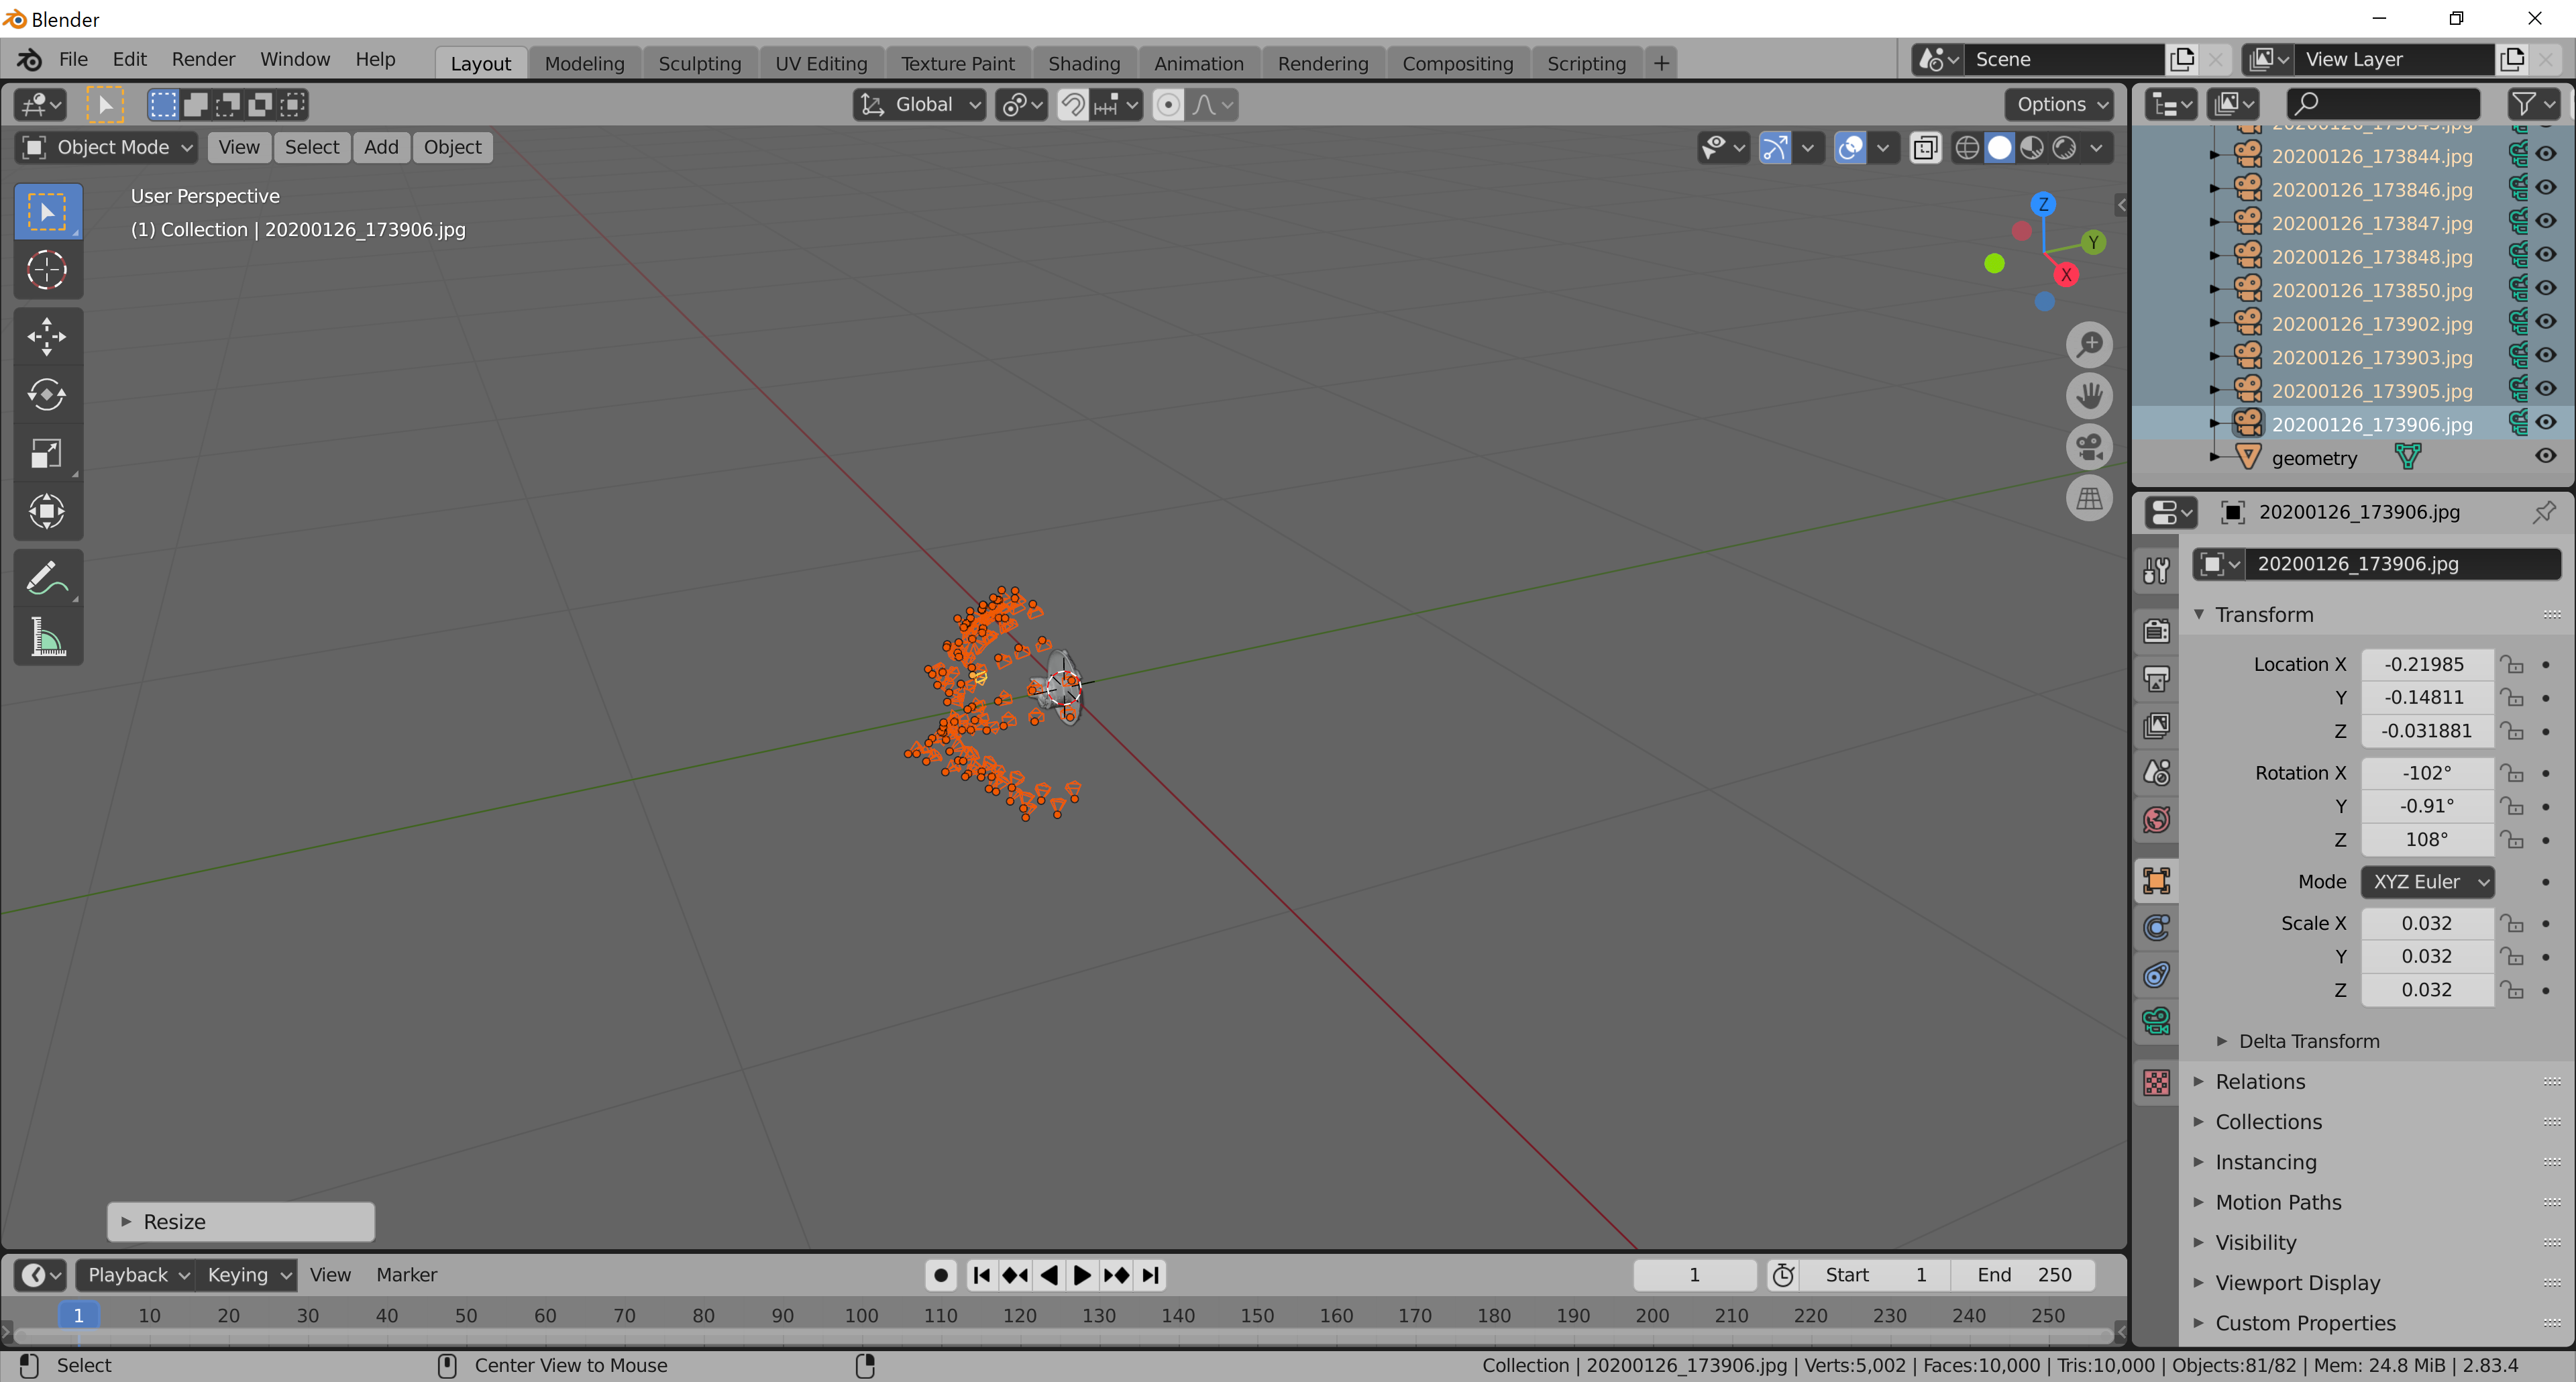 Blender
File Edit Render Window Help Layout Modeling Sculpting UV Editing Texture Paint Shading Animation Rendering Compositing Scripting + Scene View Layer
Global Options
Object Mode View Select Add Object
User Perspective
(1) Collection | 20200126_173906.jpg
Z
Y
X
20200126_173844.jpg
20200126_173846.jpg
20200126_173847.jpg
20200126_173848.jpg
20200126_173850.jpg
20200126_173902.jpg
20200126_173903.jpg
20200126_173905.jpg
20200126_173906.jpg
geometry
20200126_173906.jpg
20200126_173906.jpg
Transform
Location X -0.21985
Y -0.14811
Z -0.031881
Rotation X -102°
Y -0.91°
Z 108°
Mode XYZ Euler
Scale X 0.032
Y 0.032
Z 0.032
Delta Transform
Relations
Collections
Instancing
Motion Paths
Visibility
Viewport Display
Custom Properties
Resize
Playback Keying View Marker 1 Start 1 End 250
1 10 20 30 40 50 60 70 80 90 100 110 120 130 140 150 160 170 180 190 200 210 220 230 240 250
Select Center View to Mouse Collection | 20200126_173906.jpg | Verts:5,002 | Faces:10,000 | Tris:10,000 | Objects:81/82 | Mem: 24.8 MiB | 2.83.4